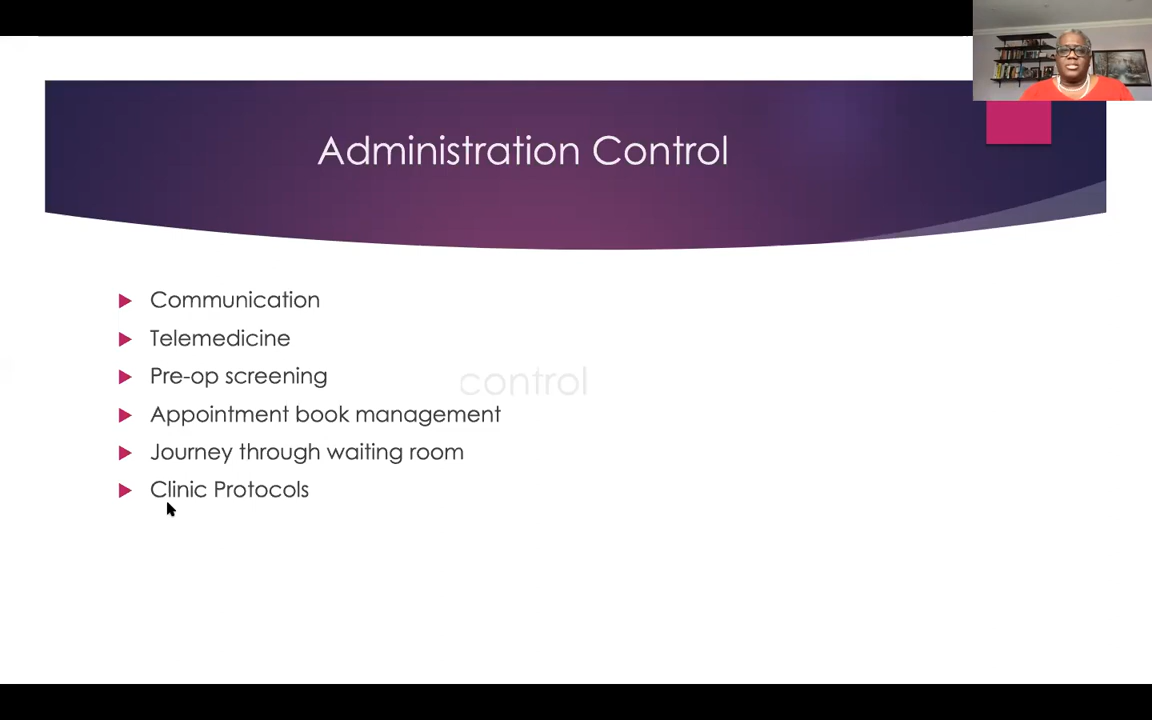 Administration Control
Communication
Telemedicine
Pre-op screening
control
Appointment book management
Journey through waiting room
Clinic Protocols